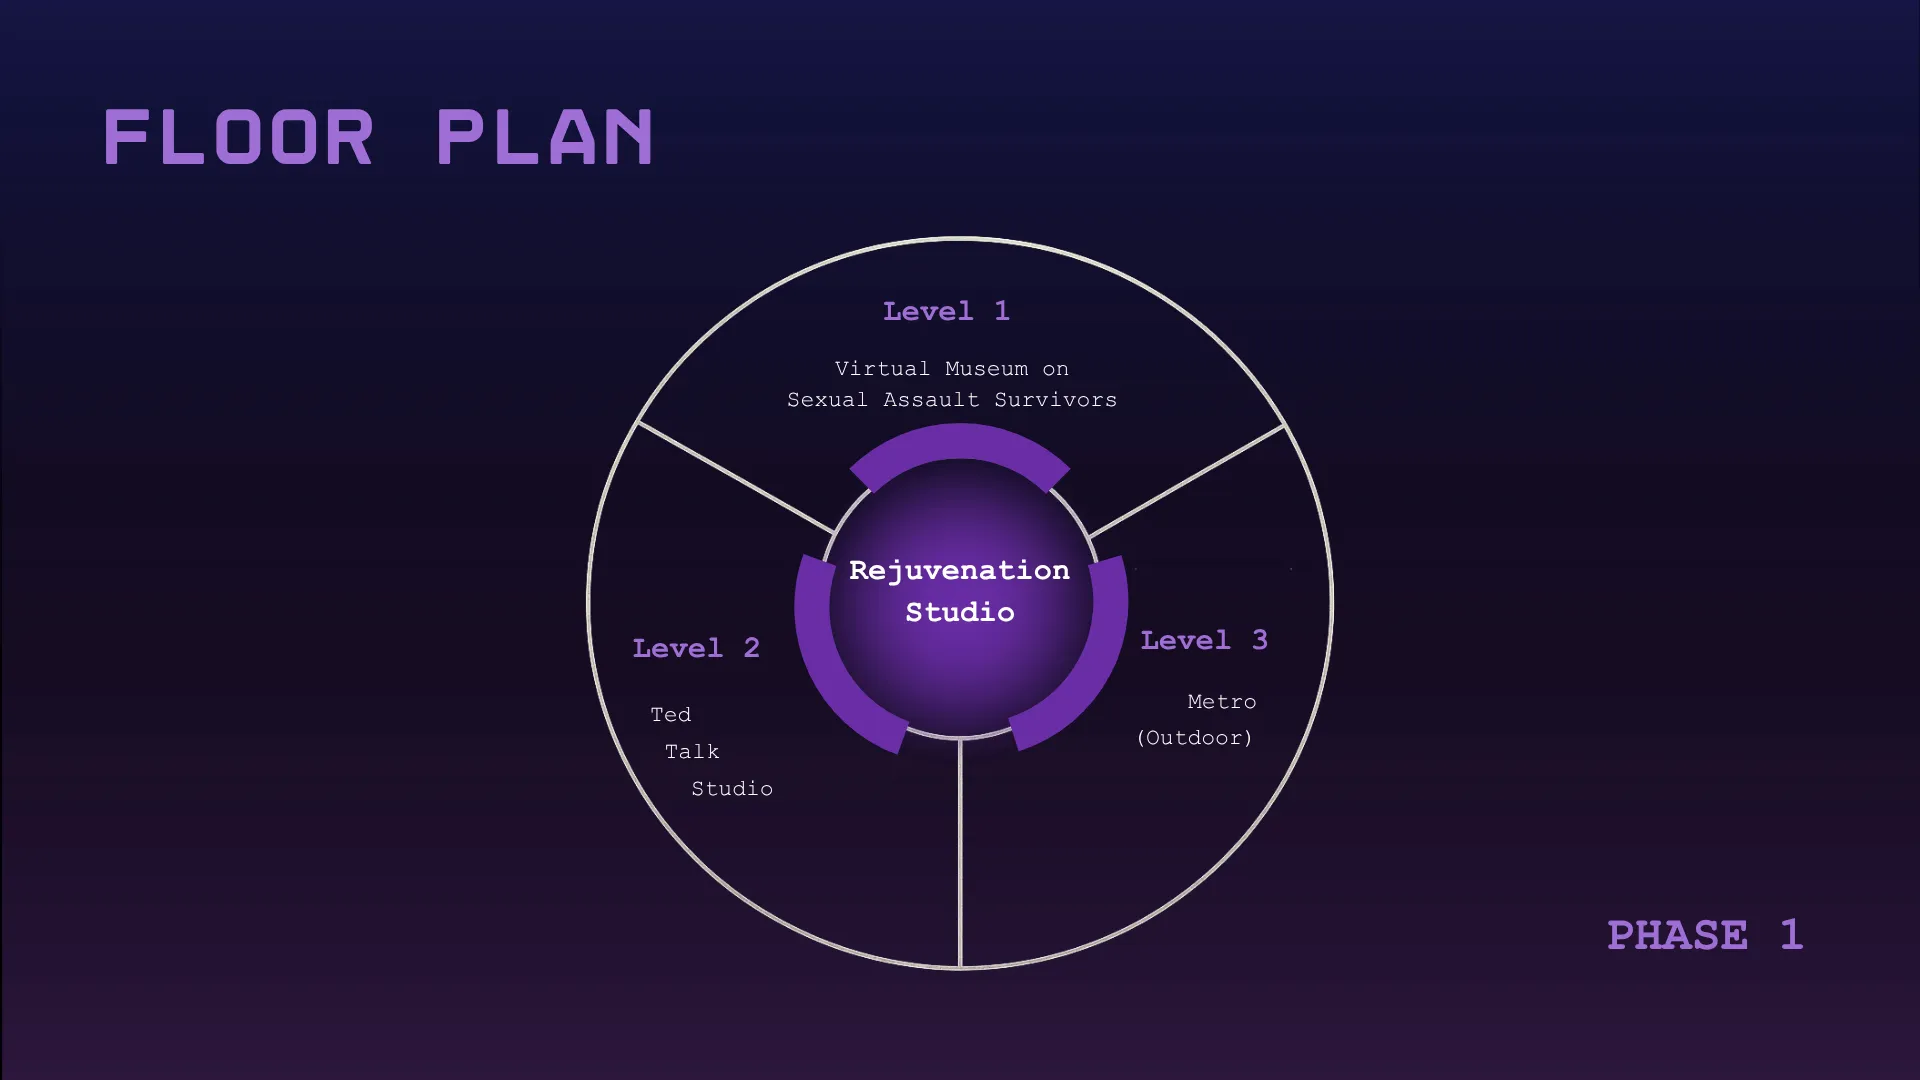 FLOOR PLAN
Level 1
Virtual Museum on
Sexual Assault Survivors
Rejuvenation
Studio
Level 2
Ted
Talk
Studio
Level 3
Metro
(Outdoor)
PHASE 1